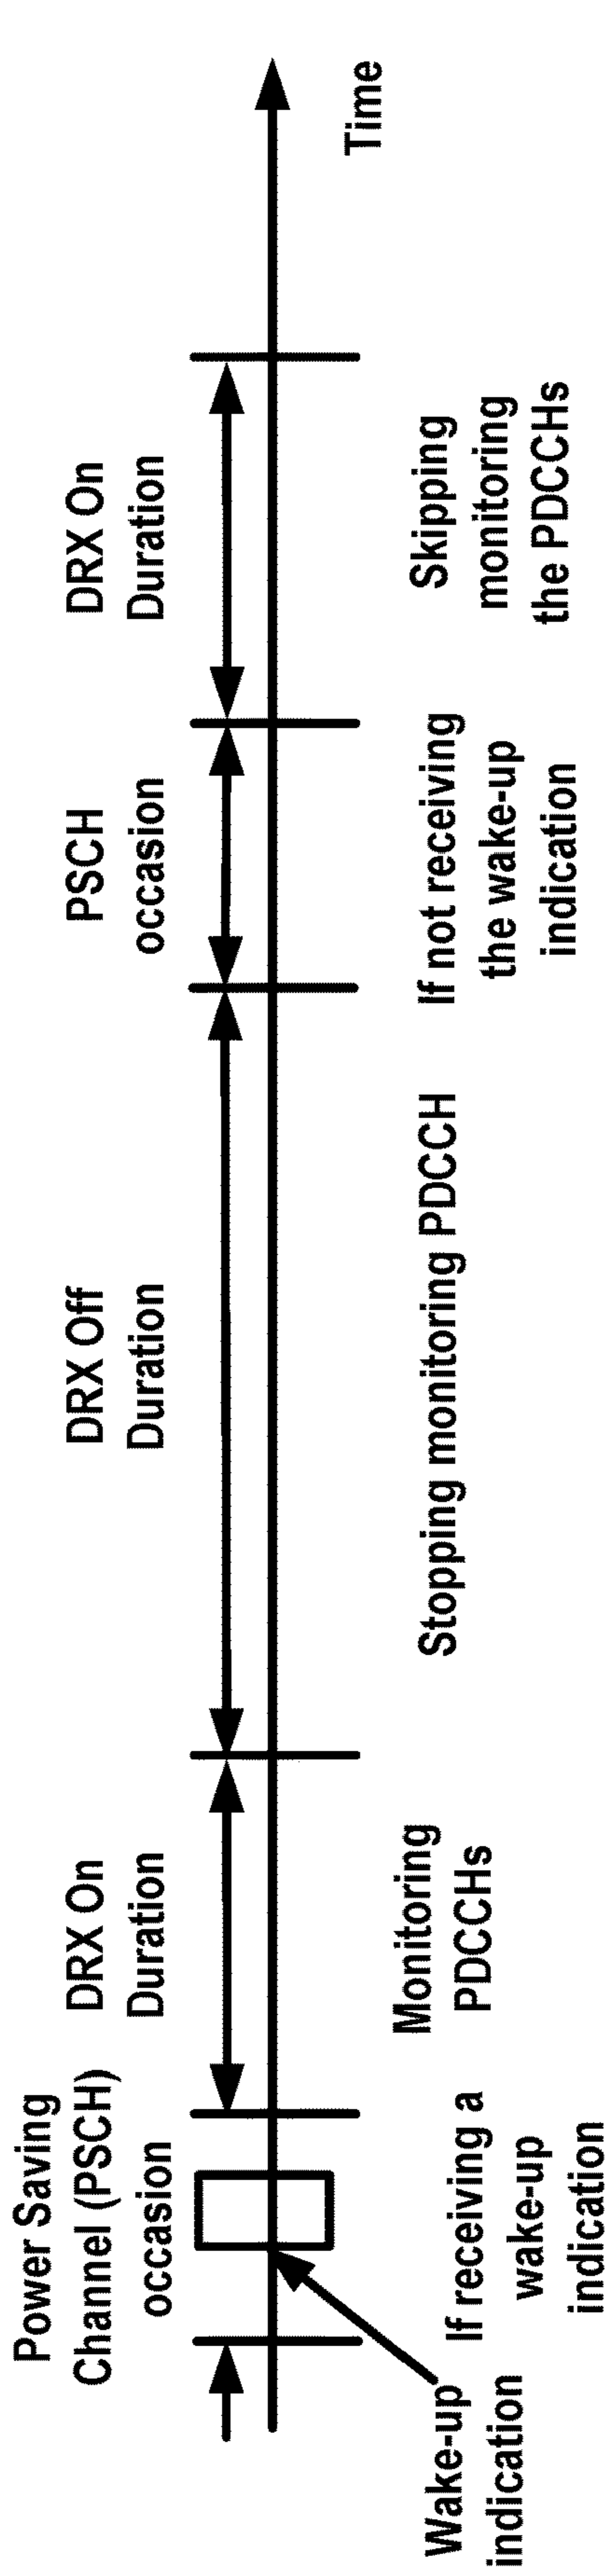 Power Saving
Channel (PSCH)
occasion
DRX On
Duration
DRX Off
Duration
PSCH
occasion
DRX On
Duration
Time
Wake-up
indication
If receiving a
wake-up
indication
Monitoring
PDCCHs
Stopping monitoring PDCCH
If not receiving
the wake-up
indication
Skipping
monitoring
the PDCCHs